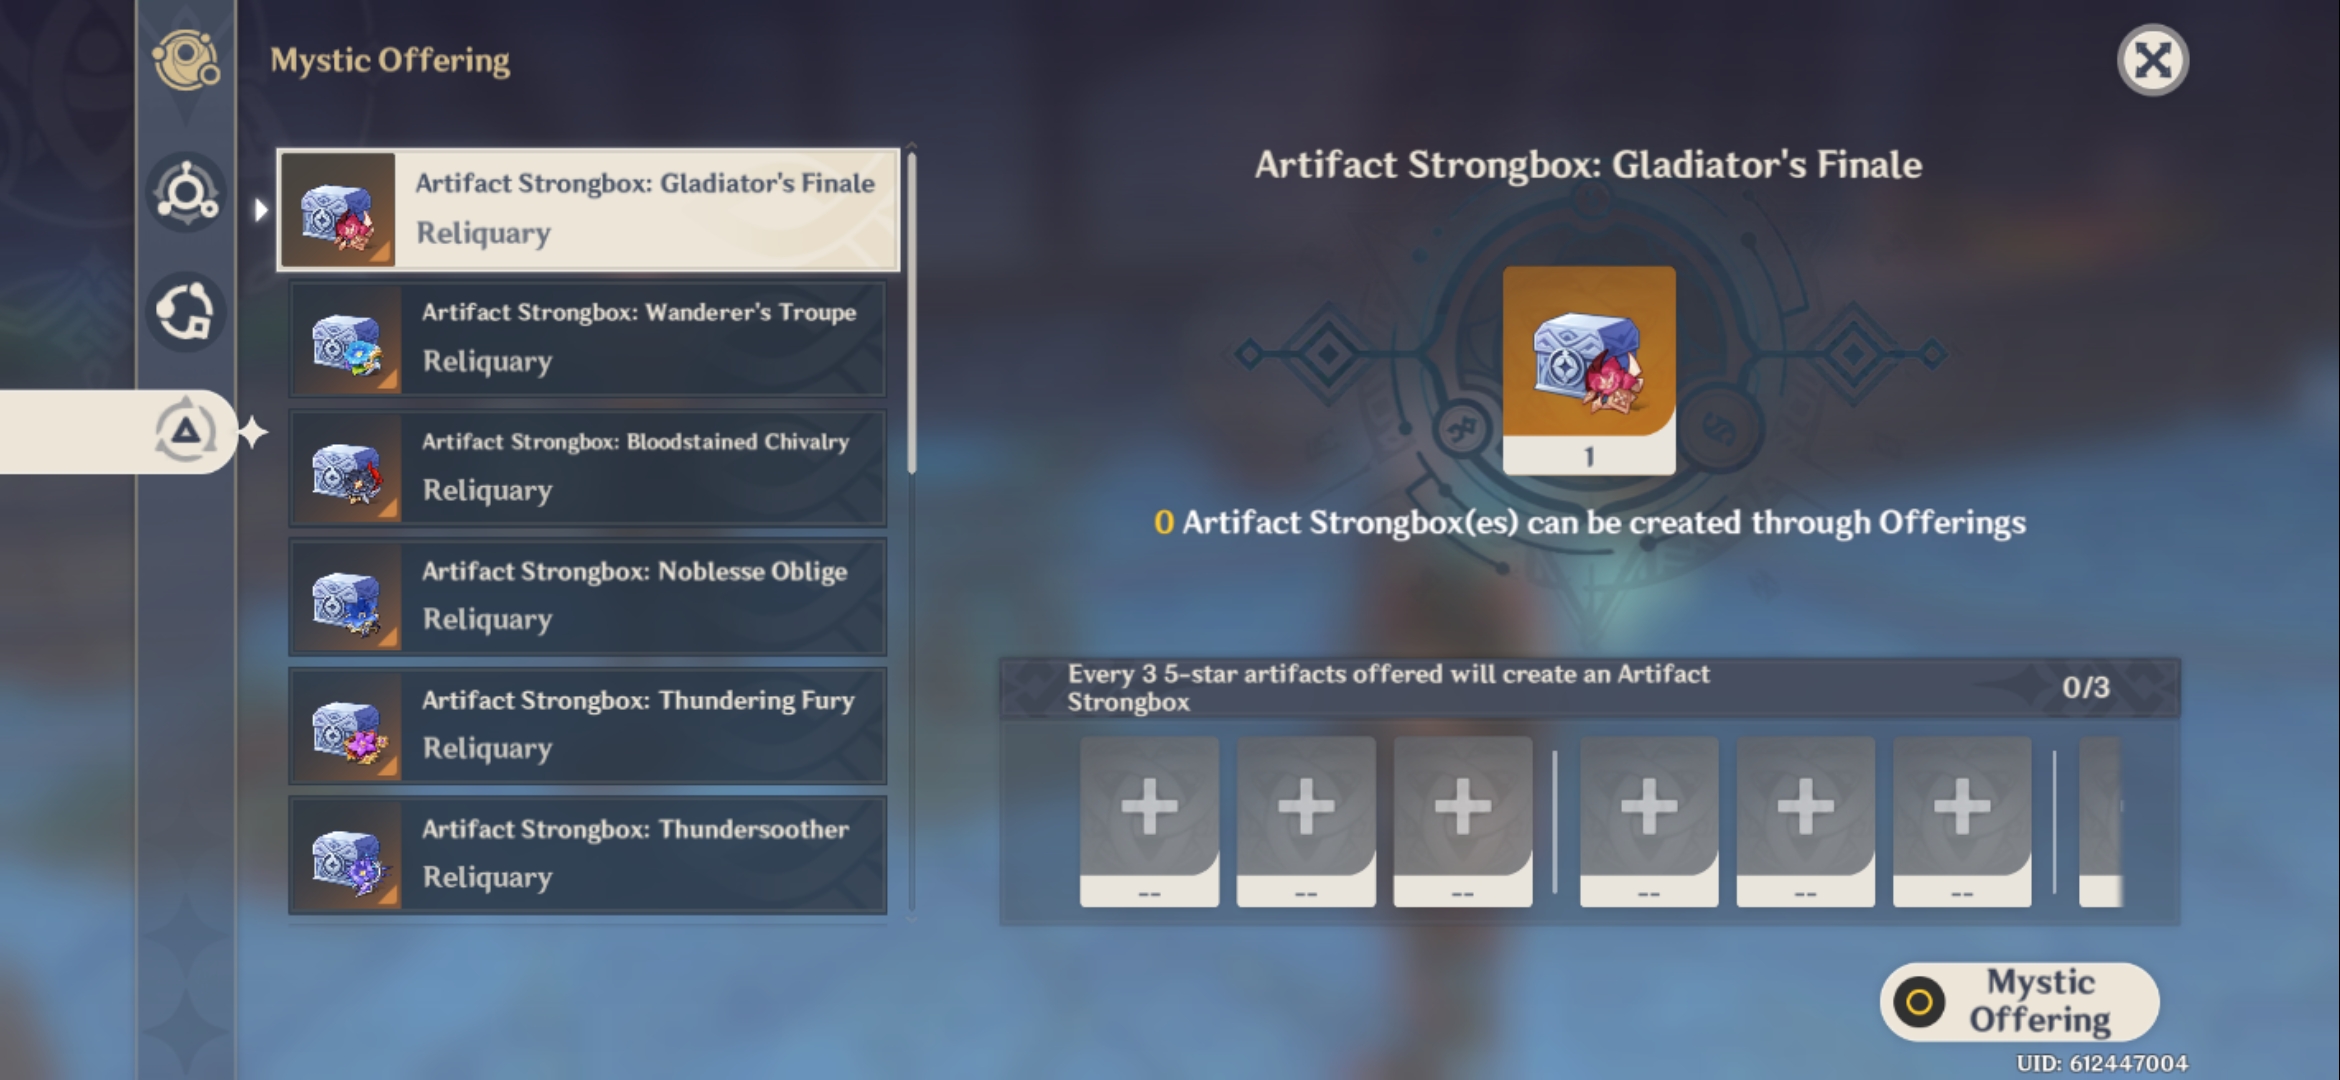 Mystic Offering
Artifact Strongbox: Gladiator's Finale
Reliquary
Artifact Strongbox: Wanderer's Troupe
Reliquary
Artifact Strongbox: Bloodstained Chivalry
Reliquary
Artifact Strongbox: Noblesse Oblige
Reliquary
Artifact Strongbox: Thundering Fury
Reliquary
Artifact Strongbox: Thundersoother
Reliquary
Artifact Strongbox: Gladiator's Finale
1
0 Artifact Strongbox(es) can be created through Offerings
Every 3 5-star artifacts offered will create an Artifact
Strongbox
0/3
-- -- -- -- -- --
Mystic
Offering
UID: 612447004